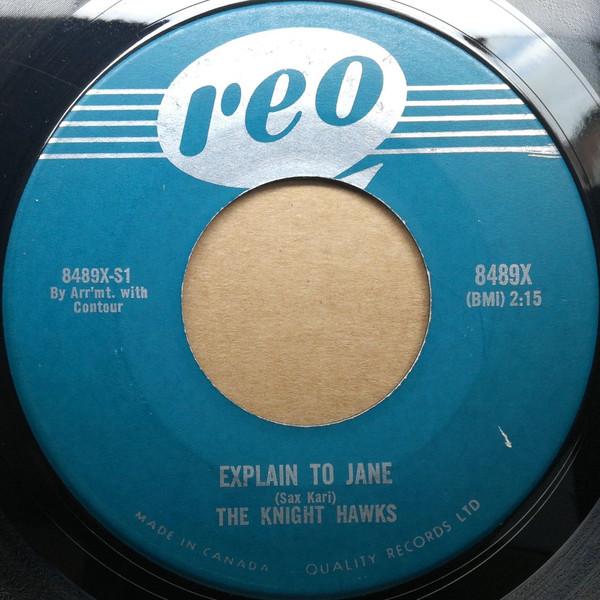 reo
8489X-S1
By Arr'mt. with
Contour
8489X
(BMI) 2:15
EXPLAIN TO JANE
(Sax Kari)
THE KNIGHT HAWKS
MADE IN CANADA QUALITY RECORDS LTD